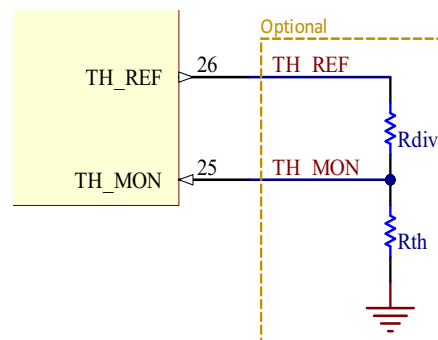 Optional
TH_REF 26 TH_REF
Rdiv
TH_MON 25 TH_MON
Rth